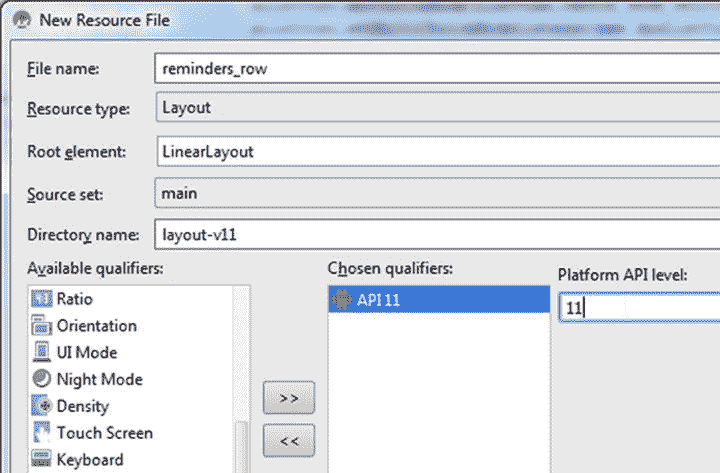 New Resource File
File name: reminders_row
Resource type: Layout
Root element: LinearLayout
Source set: main
Directory name: layout-v11
Available qualifiers: Chosen qualifiers: Platform API level:
Ratio API 11 11
Orientation
UI Mode
Night Mode
Density >>
Touch Screen
Keyboard <<